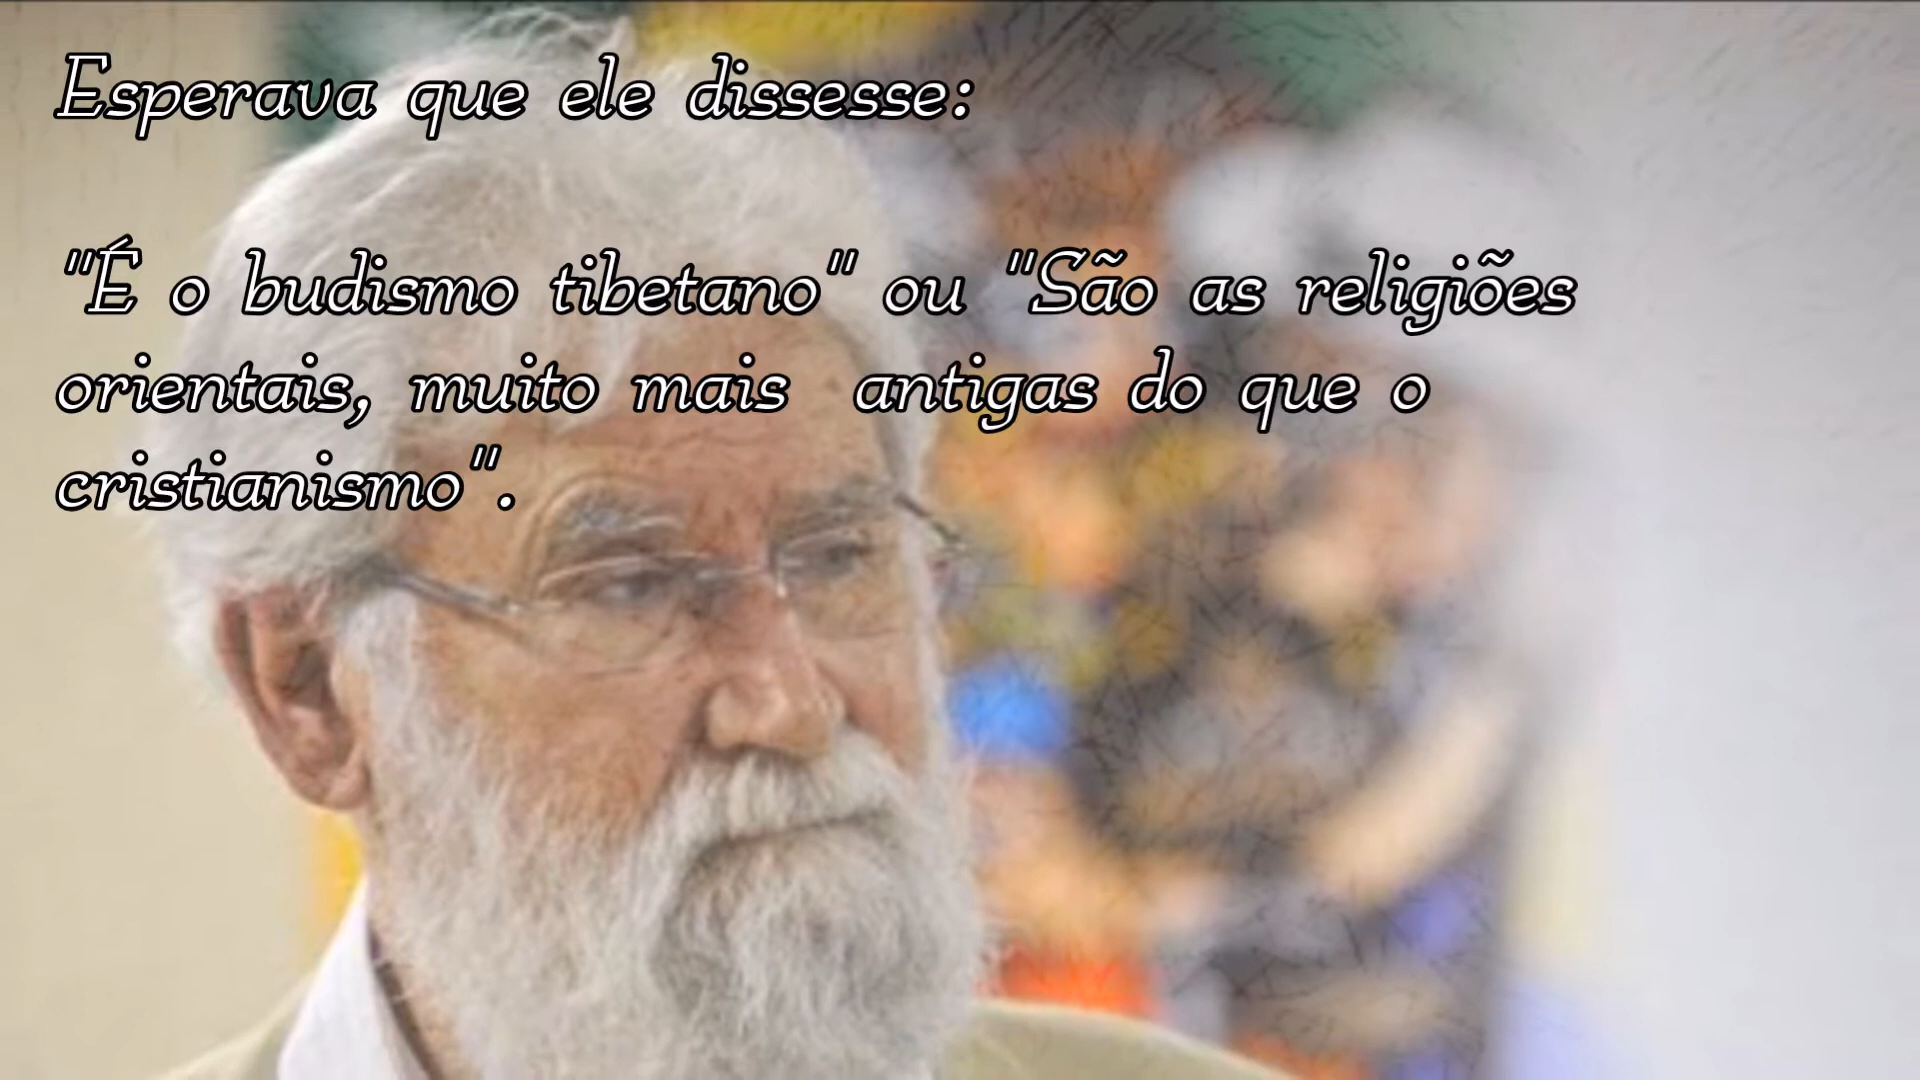 Esperava que ele dissesse:
"É o budismo tibetano" ou "São as religiões
orientais, muito mais antigas do que o
cristianismo".